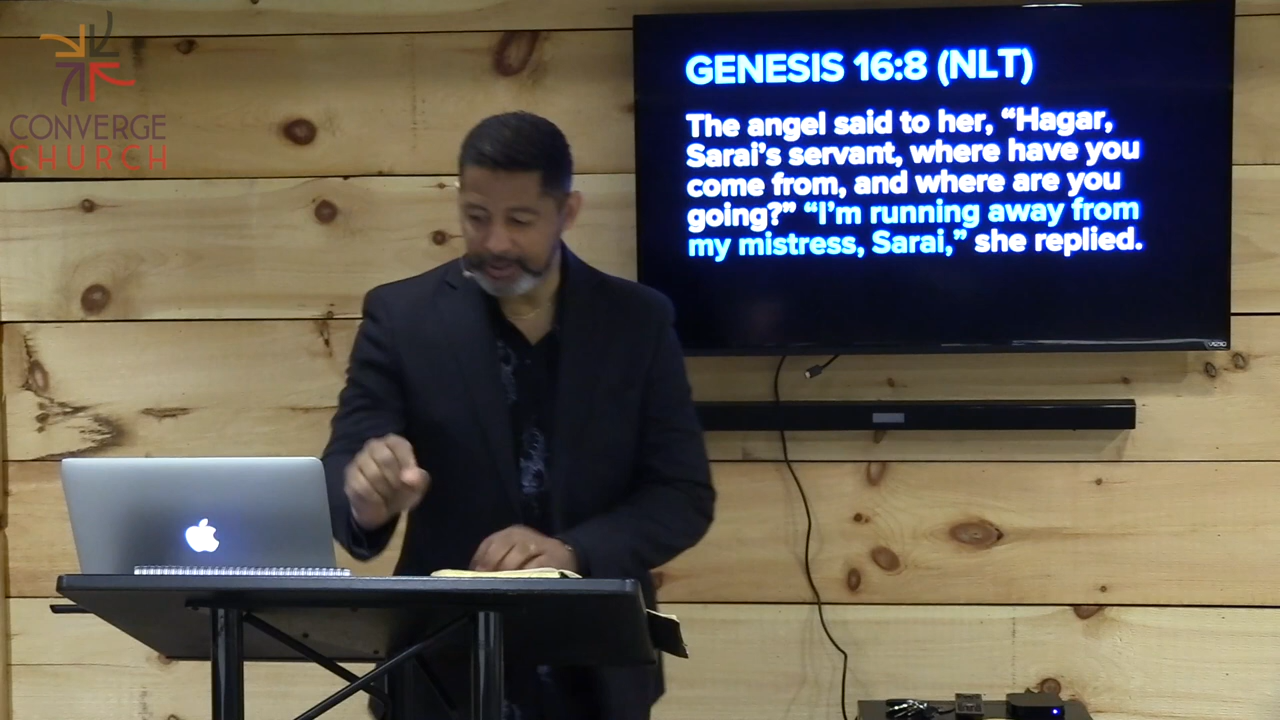 CONVERGE
CHURCH
GENESIS 16:8 (NLT)
The angel said to her, “Hagar,
Sarai’s servant, where have you
come from, and where are you
going?” “I’m running away from
my mistress, Sarai,” she replied.
VIZIO